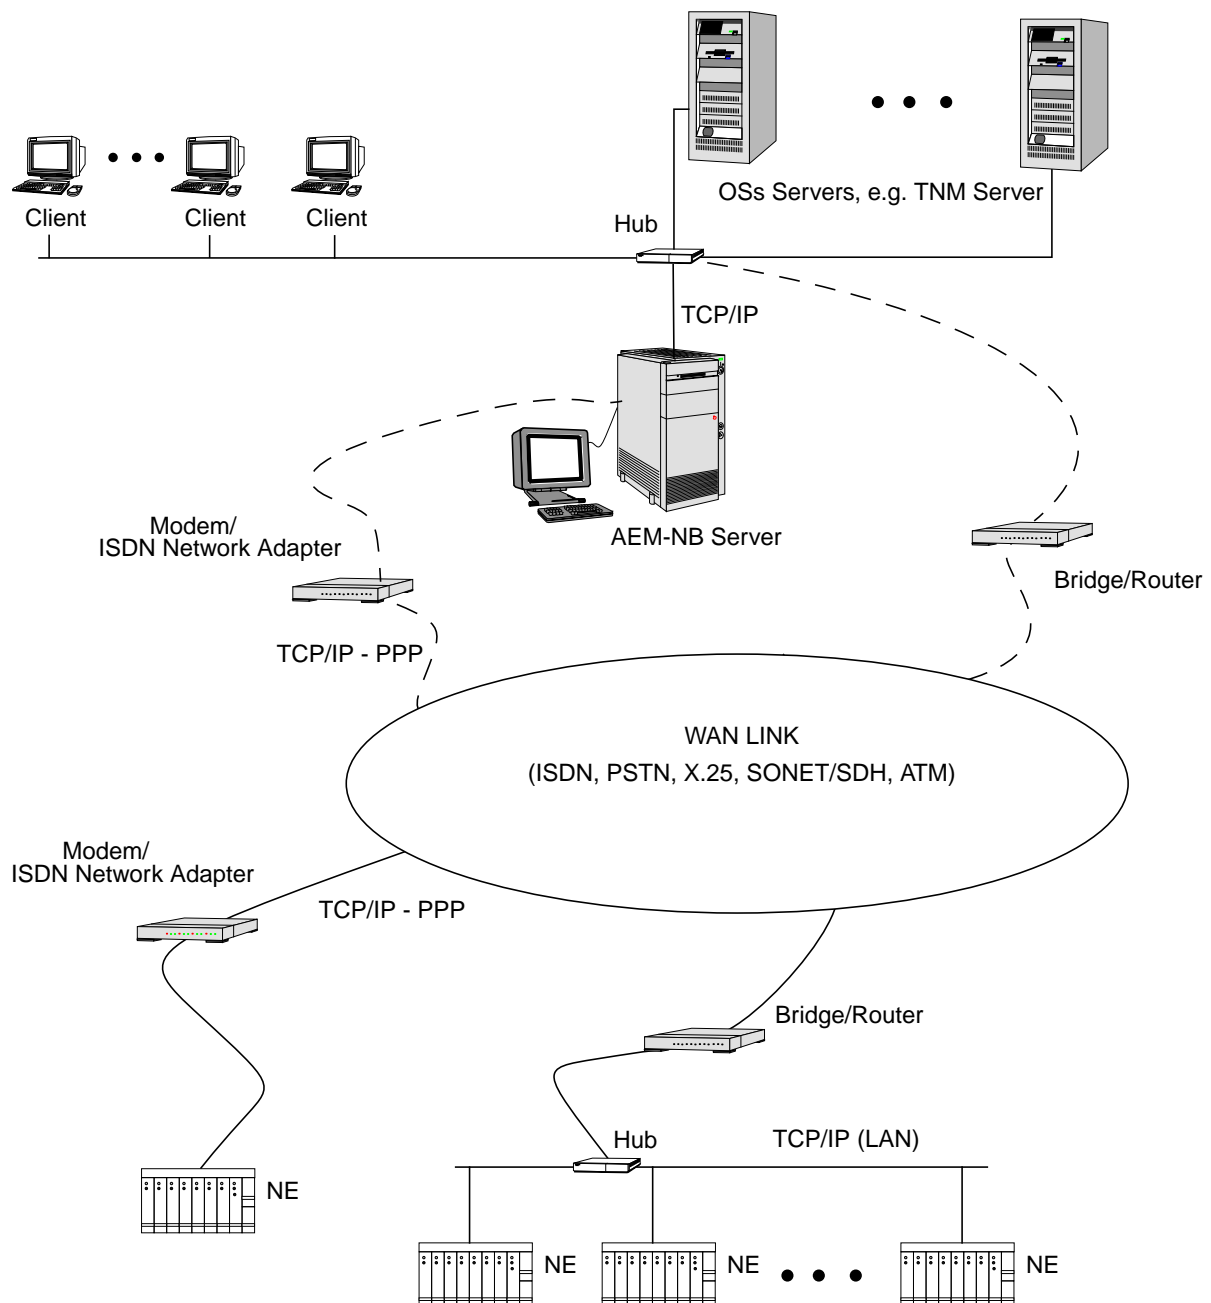 OSs Servers, e.g. TNM Server
Client
Client
Client
Hub
TCP/IP
Modem/
ISDN Network Adapter
AEM-NB Server
Bridge/Router
TCP/IP - PPP
WAN LINK
(ISDN, PSTN, X.25, SONET/SDH, ATM)
Modem/
ISDN Network Adapter
TCP/IP - PPP
Bridge/Router
Hub
TCP/IP (LAN)
NE
NE
NE
NE